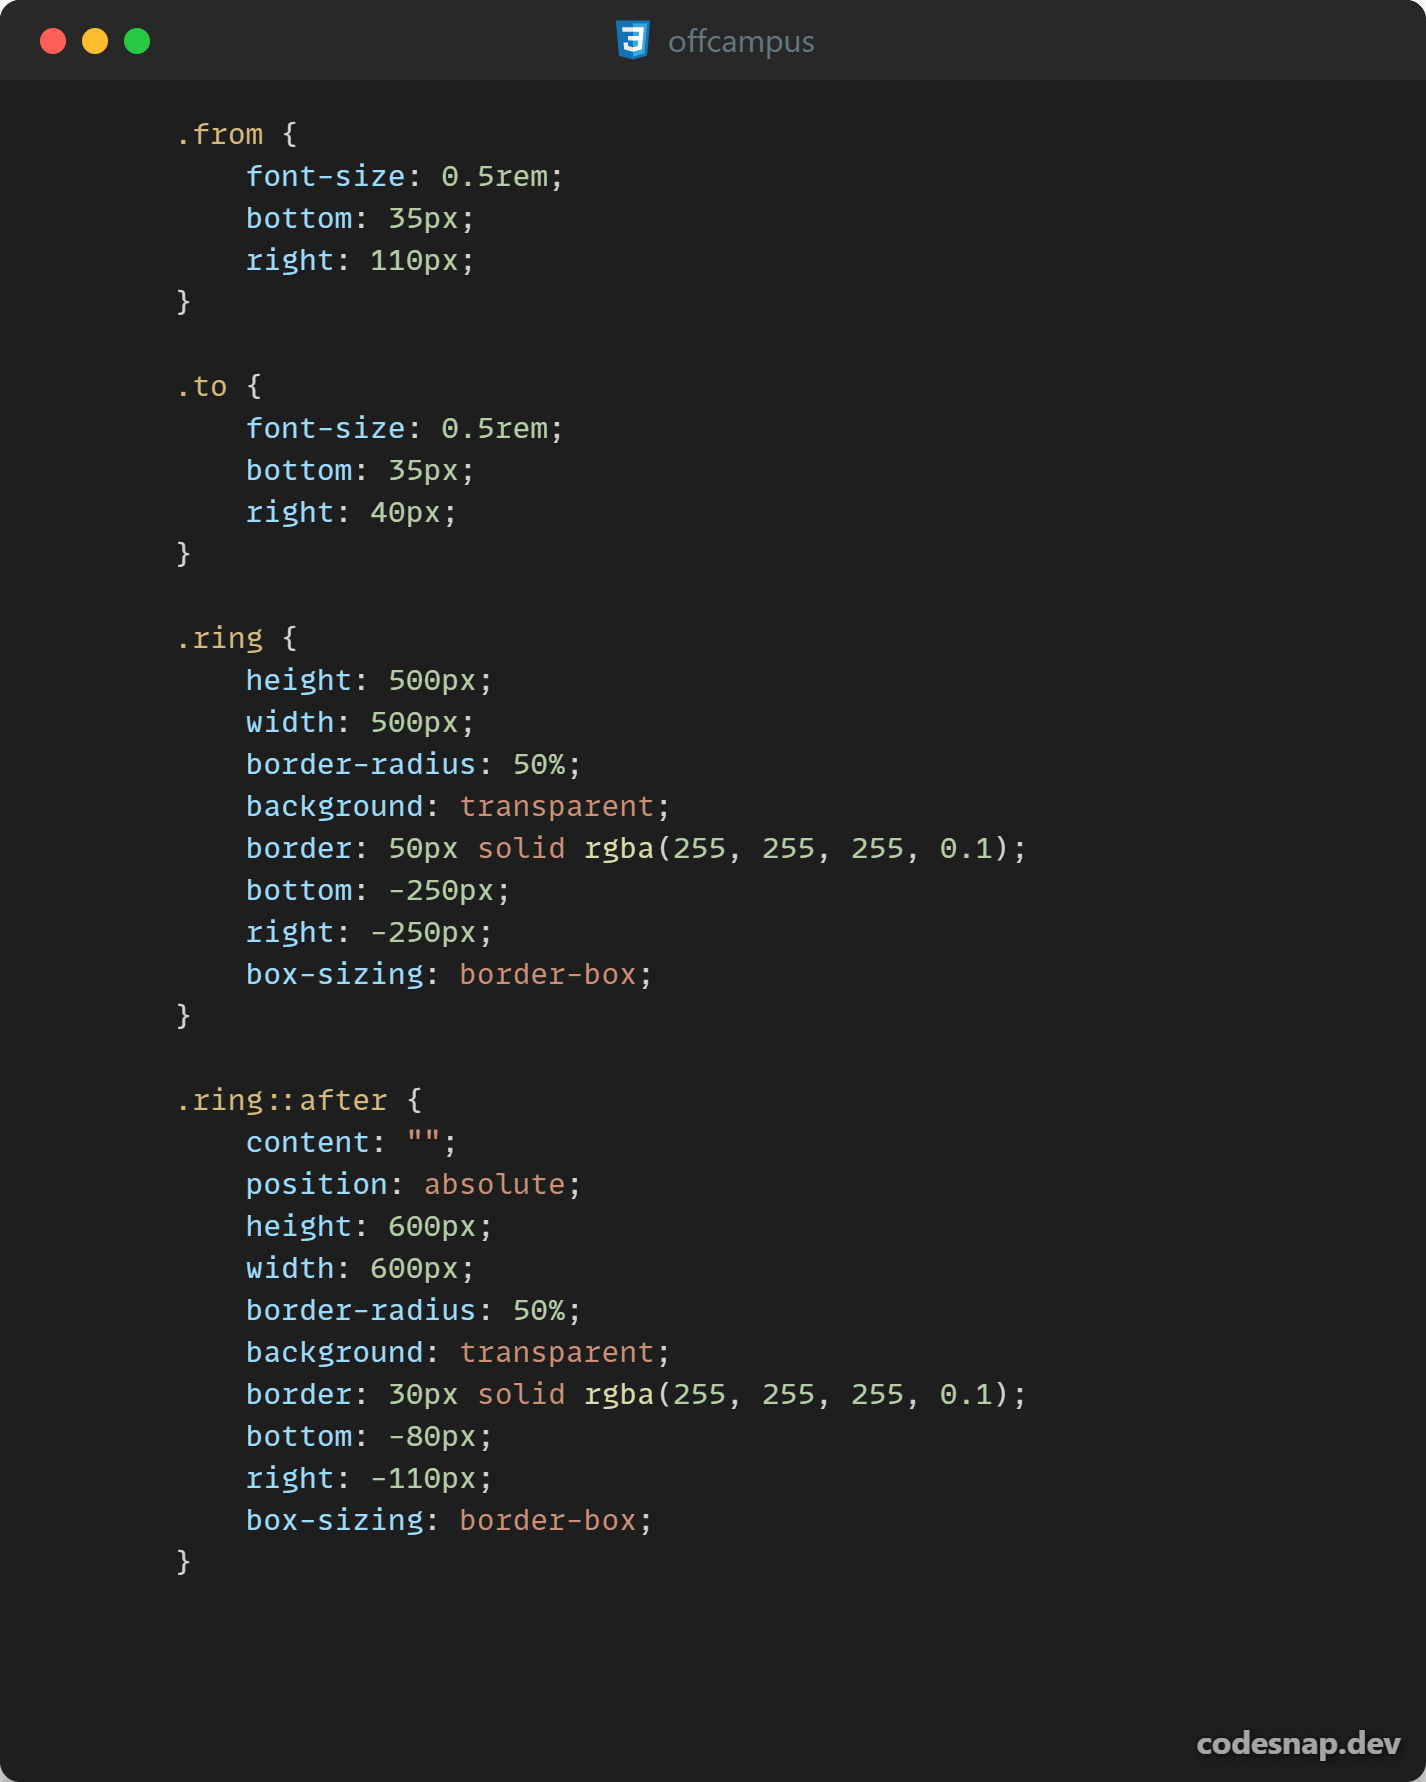 offcampus
.from {
    font-size: 0.5rem;
    bottom: 35px;
    right: 110px;
}

.to {
    font-size: 0.5rem;
    bottom: 35px;
    right: 40px;
}

.ring {
    height: 500px;
    width: 500px;
    border-radius: 50%;
    background: transparent;
    border: 50px solid rgba(255, 255, 255, 0.1);
    bottom: -250px;
    right: -250px;
    box-sizing: border-box;
}

.ring::after {
    content: "";
    position: absolute;
    height: 600px;
    width: 600px;
    border-radius: 50%;
    background: transparent;
    border: 30px solid rgba(255, 255, 255, 0.1);
    bottom: -80px;
    right: -110px;
    box-sizing: border-box;
}
codesnap.dev